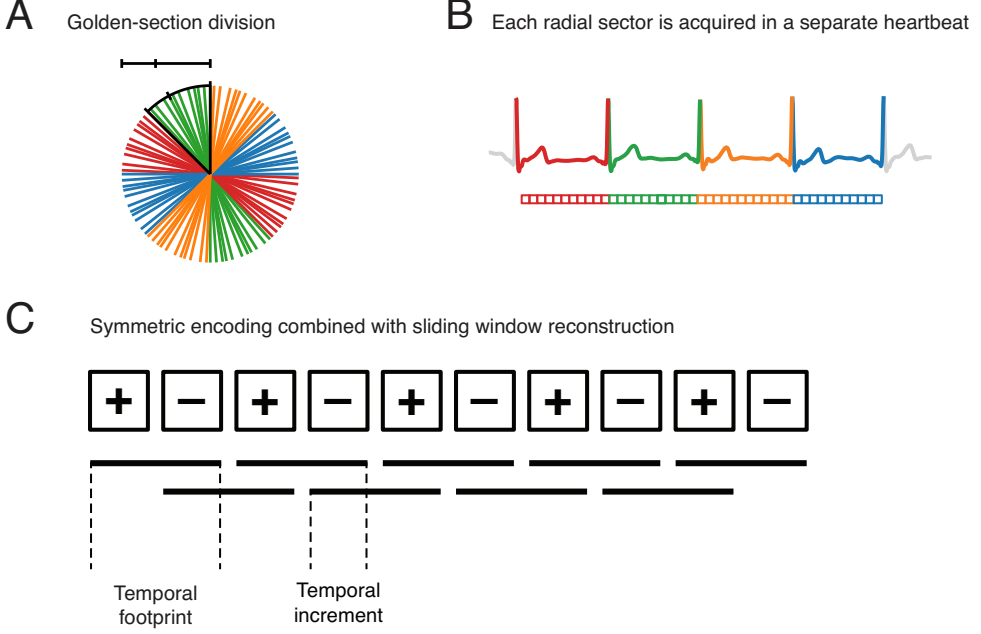 A
Golden-section division
B
Each radial sector is acquired in a separate heartbeat
C
Symmetric encoding combined with sliding window reconstruction
+ − + − + − + − + −
Temporal
footprint
Temporal
increment